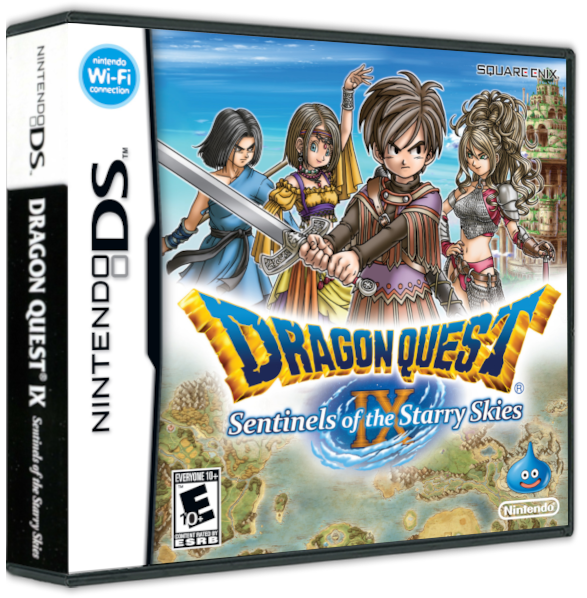 NINTENDO DS
DRAGON QUEST® IX
Sentinels of the Starry Skies
nintendo
Wi-Fi
connection
NINTENDO DS™
SQUARE ENIX
DRAGON QUEST®
IX
Sentinels of the Starry Skies
EVERYONE 10+
E
10+
CONTENT RATED BY
ESRB
Nintendo